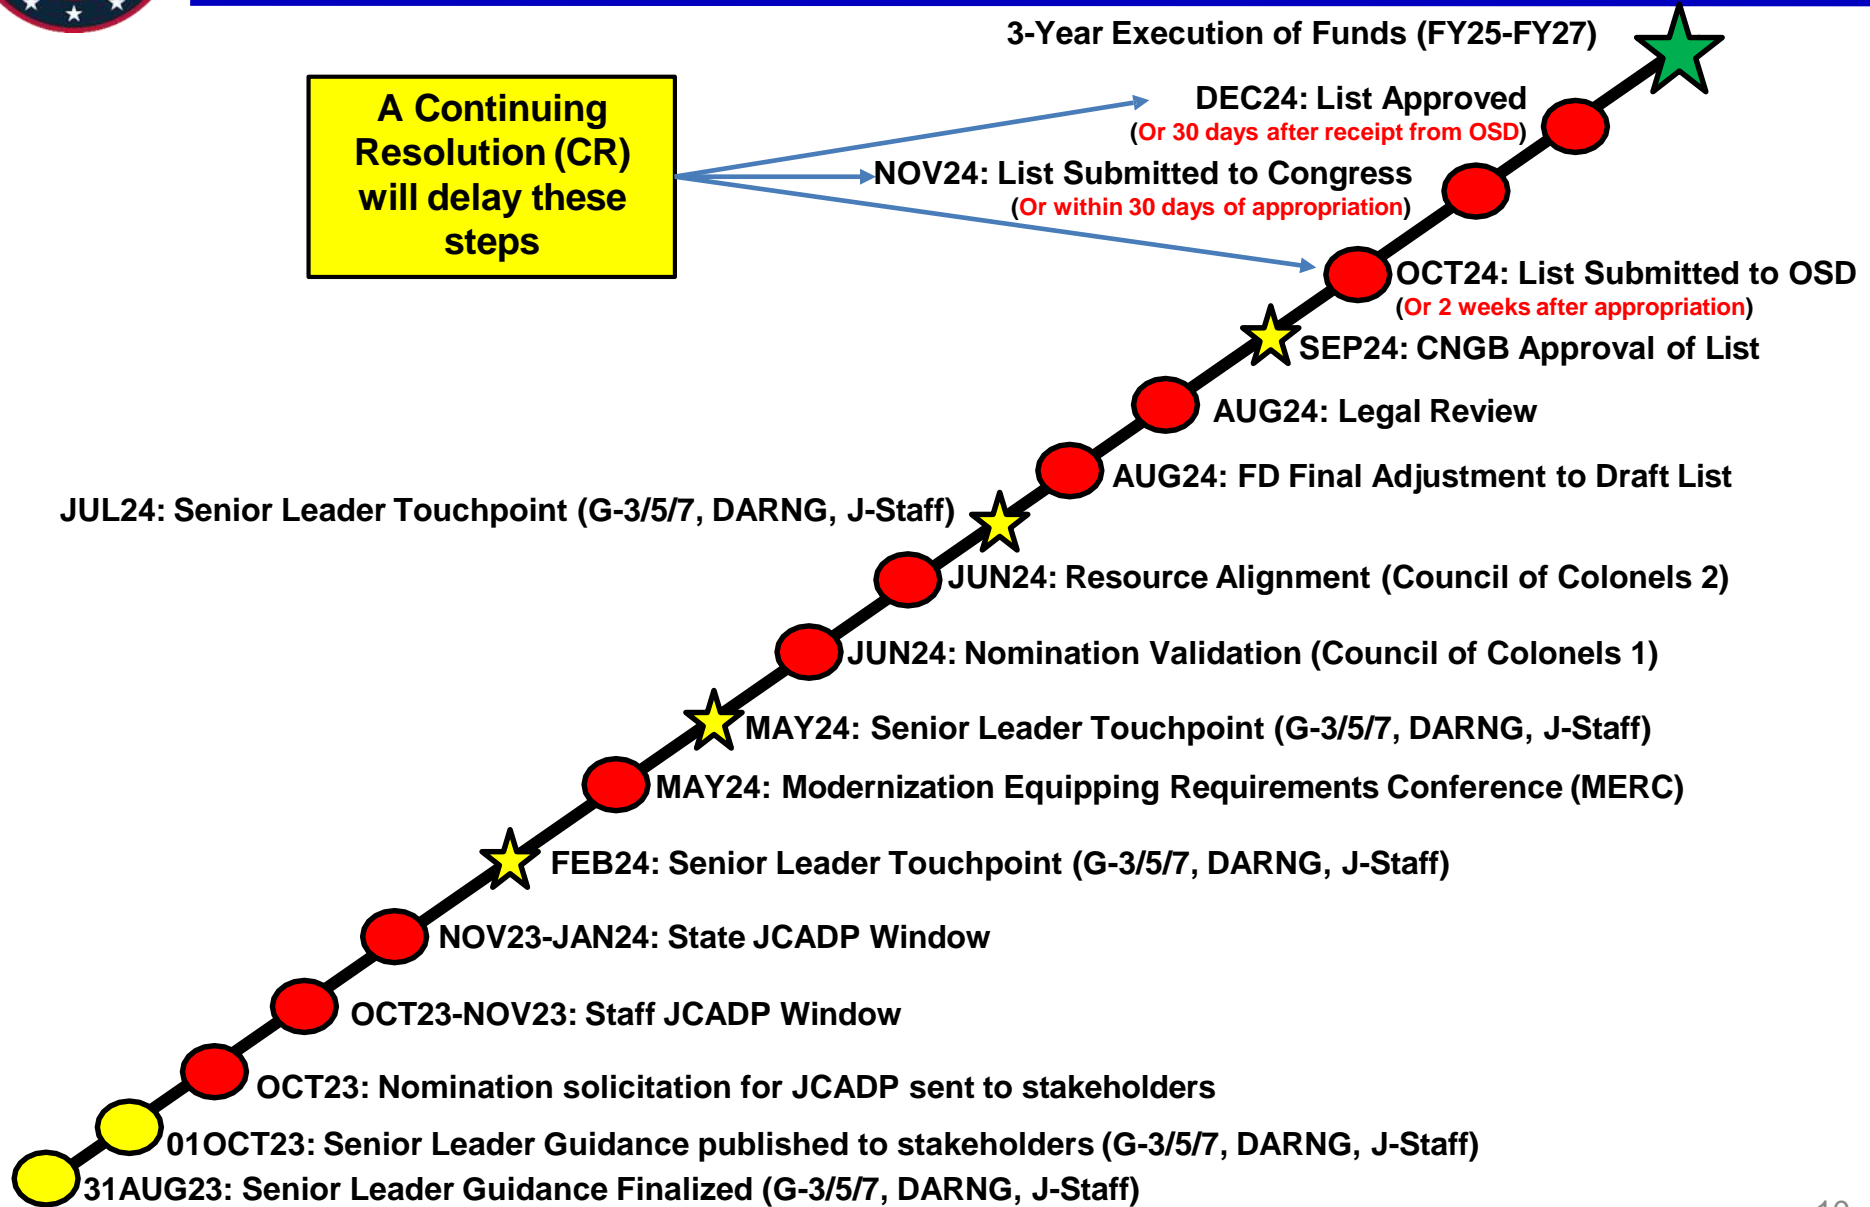 3-Year Execution of Funds (FY25-FY27)
A Continuing
Resolution (CR)
will delay these
steps
DEC24: List Approved
(Or 30 days after receipt from OSD)
NOV24: List Submitted to Congress
(Or within 30 days of appropriation)
OCT24: List Submitted to OSD
(Or 2 weeks after appropriation)
SEP24: CNGB Approval of List
AUG24: Legal Review
AUG24: FD Final Adjustment to Draft List
JUL24: Senior Leader Touchpoint (G-3/5/7, DARNG, J-Staff)
JUN24: Resource Alignment (Council of Colonels 2)
JUN24: Nomination Validation (Council of Colonels 1)
MAY24: Senior Leader Touchpoint (G-3/5/7, DARNG, J-Staff)
MAY24: Modernization Equipping Requirements Conference (MERC)
FEB24: Senior Leader Touchpoint (G-3/5/7, DARNG, J-Staff)
NOV23-JAN24: State JCADP Window
OCT23-NOV23: Staff JCADP Window
OCT23: Nomination solicitation for JCADP sent to stakeholders
01OCT23: Senior Leader Guidance published to stakeholders (G-3/5/7, DARNG, J-Staff)
31AUG23: Senior Leader Guidance Finalized (G-3/5/7, DARNG, J-Staff)